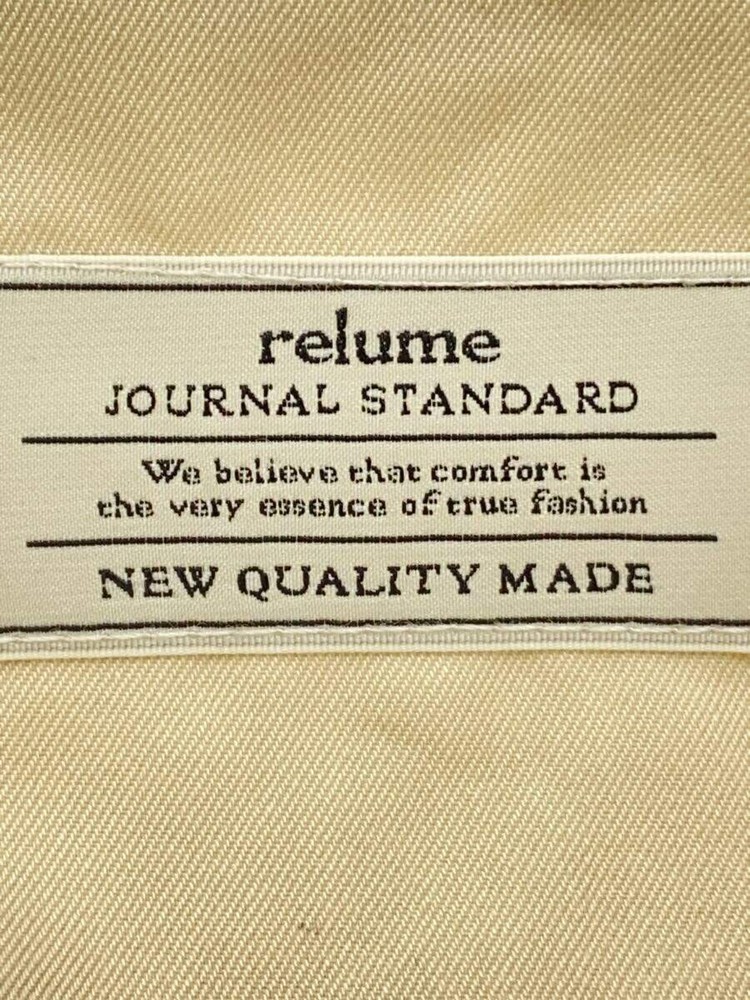 relume
JOURNAL STANDARD
We believe that comfort is
the very essence of true fashion
NEW QUALITY MADE